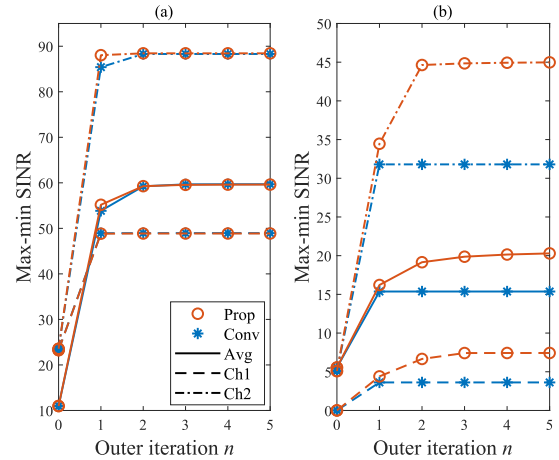 (a)
Max-min SINR
90
80
70
60
50
40
30
20
10
0 1 2 3 4 5
Outer iteration n
Prop
Conv
Avg
Ch1
Ch2
(b)
Max-min SINR
50
45
40
35
30
25
20
15
10
5
0
0 1 2 3 4 5
Outer iteration n